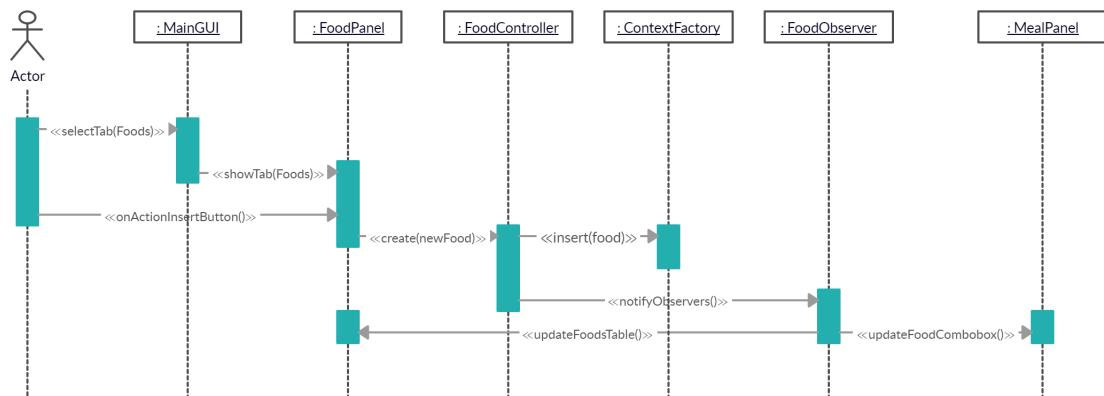 : MainGUI
: FoodPanel
: FoodController
: ContextFactory
: FoodObserver
: MealPanel
Actor
<<selectTab(Foods)>>
<<showTab(Foods)>>
<<onActionInsertButton()>>
<<create(newFood)>>
<<insert(food)>>
<<notifyObservers()>>
<<updateFoodsTable()>>
<<updateFoodCombobox()>>